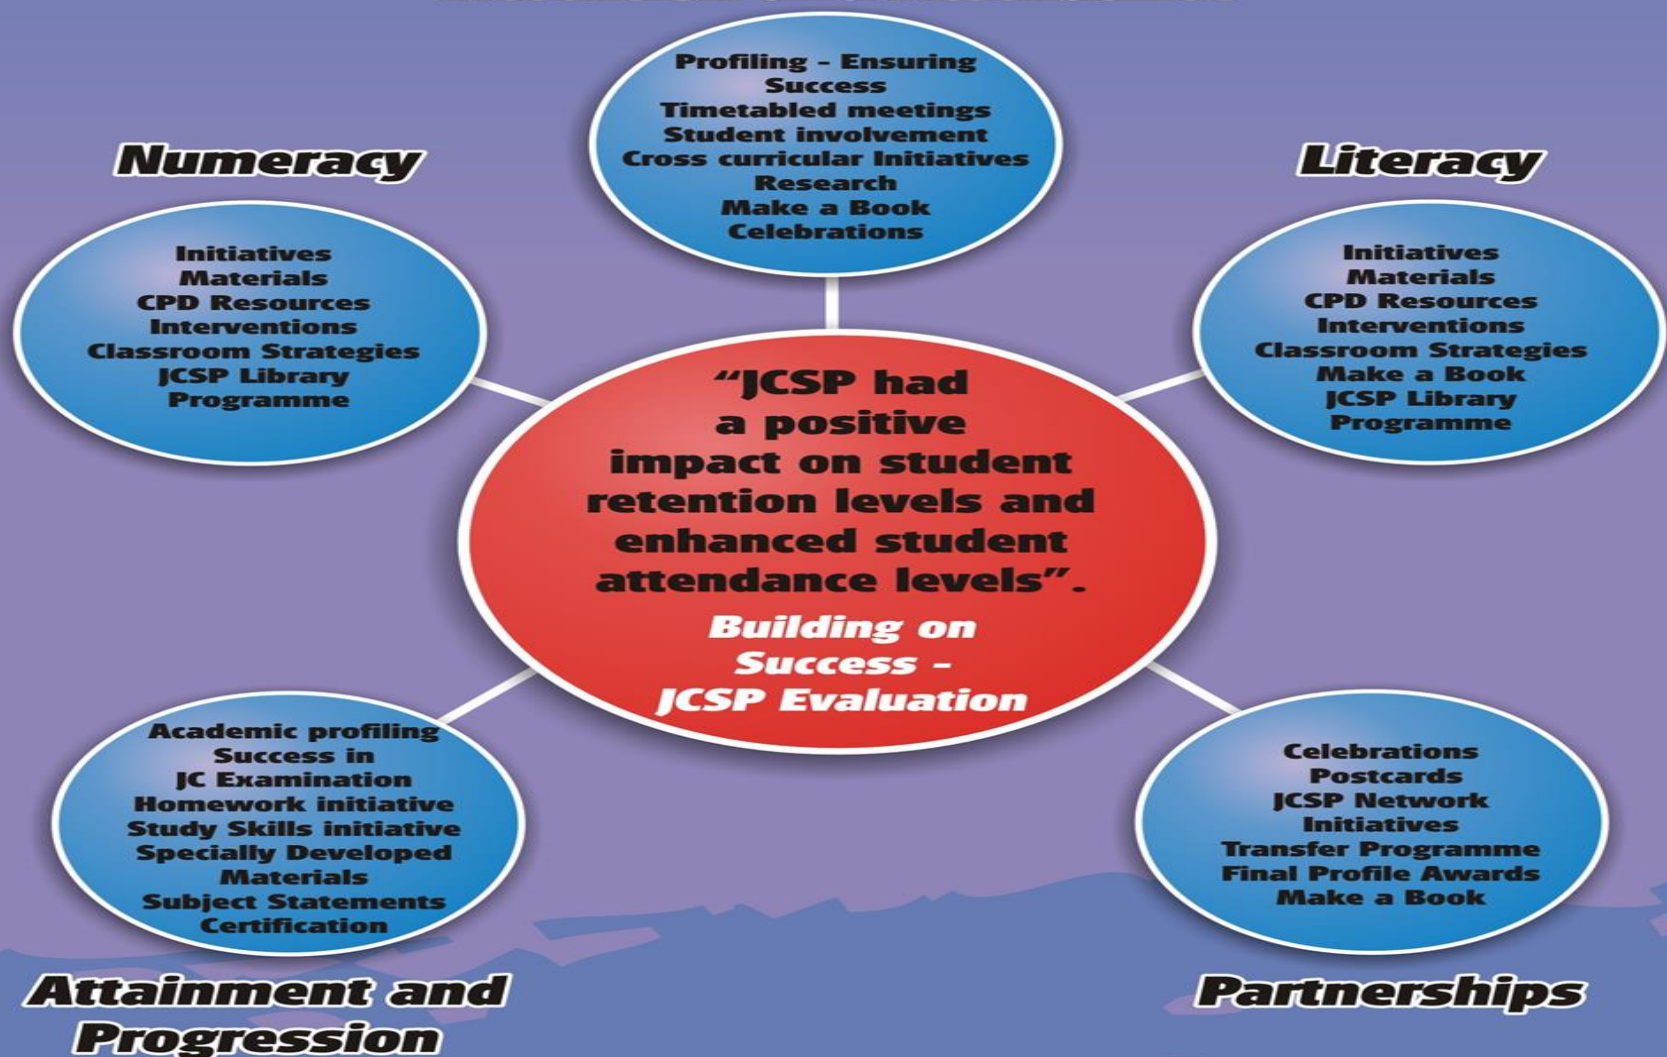 Profiling - Ensuring
Success
Timetabled meetings
Student involvement
Cross curricular Initiatives
Research
Make a Book
Celebrations
Numeracy
Initiatives
Materials
CPD Resources
Interventions
Classroom Strategies
JCSP Library
Programme
Literacy
Initiatives
Materials
CPD Resources
Interventions
Classroom Strategies
Make a Book
JCSP Library
Programme
“JCSP had
a positive
impact on student
retention levels and
enhanced student
attendance levels”.
Building on
Success -
JCSP Evaluation
Academic profiling
Success in
JC Examination
Homework initiative
Study Skills initiative
Specially Developed
Materials
Subject Statements
Certification
Attainment and
Progression
Celebrations
Postcards
JCSP Network
Initiatives
Transfer Programme
Final Profile Awards
Make a Book
Partnerships